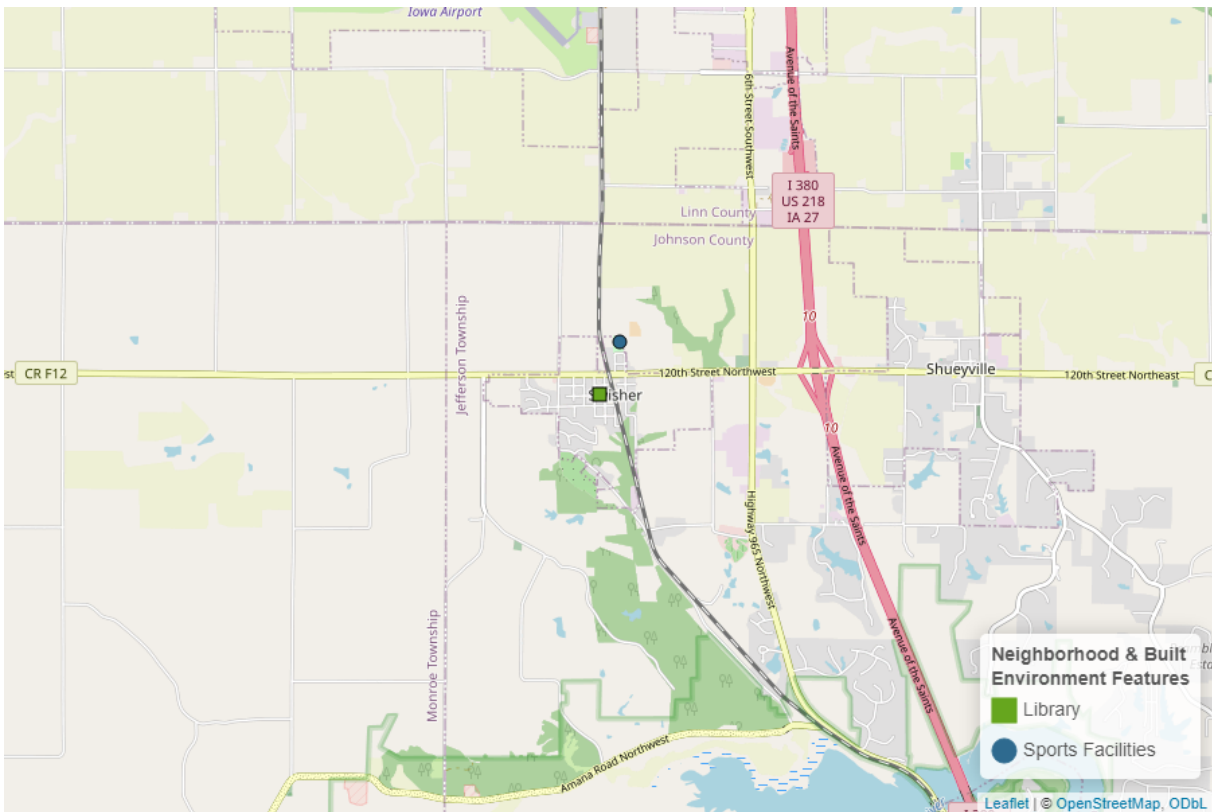 Iowa Airport
Avenue of the Saints
6th Street Southwest
I 380
US 218
IA 27
Linn County
Johnson County
Jefferson Township
10
CR F12
120th Street Northwest
Shueyville
120th Street Northeast
C
10
Avenue of the Saints
Highway 965 Northwest
Monroe Township
Avenue of the Saints
Amana Road Northwest
Neighborhood & Built
Environment Features
Library
Sports Facilities
Leaflet | © OpenStreetMap, ODbL